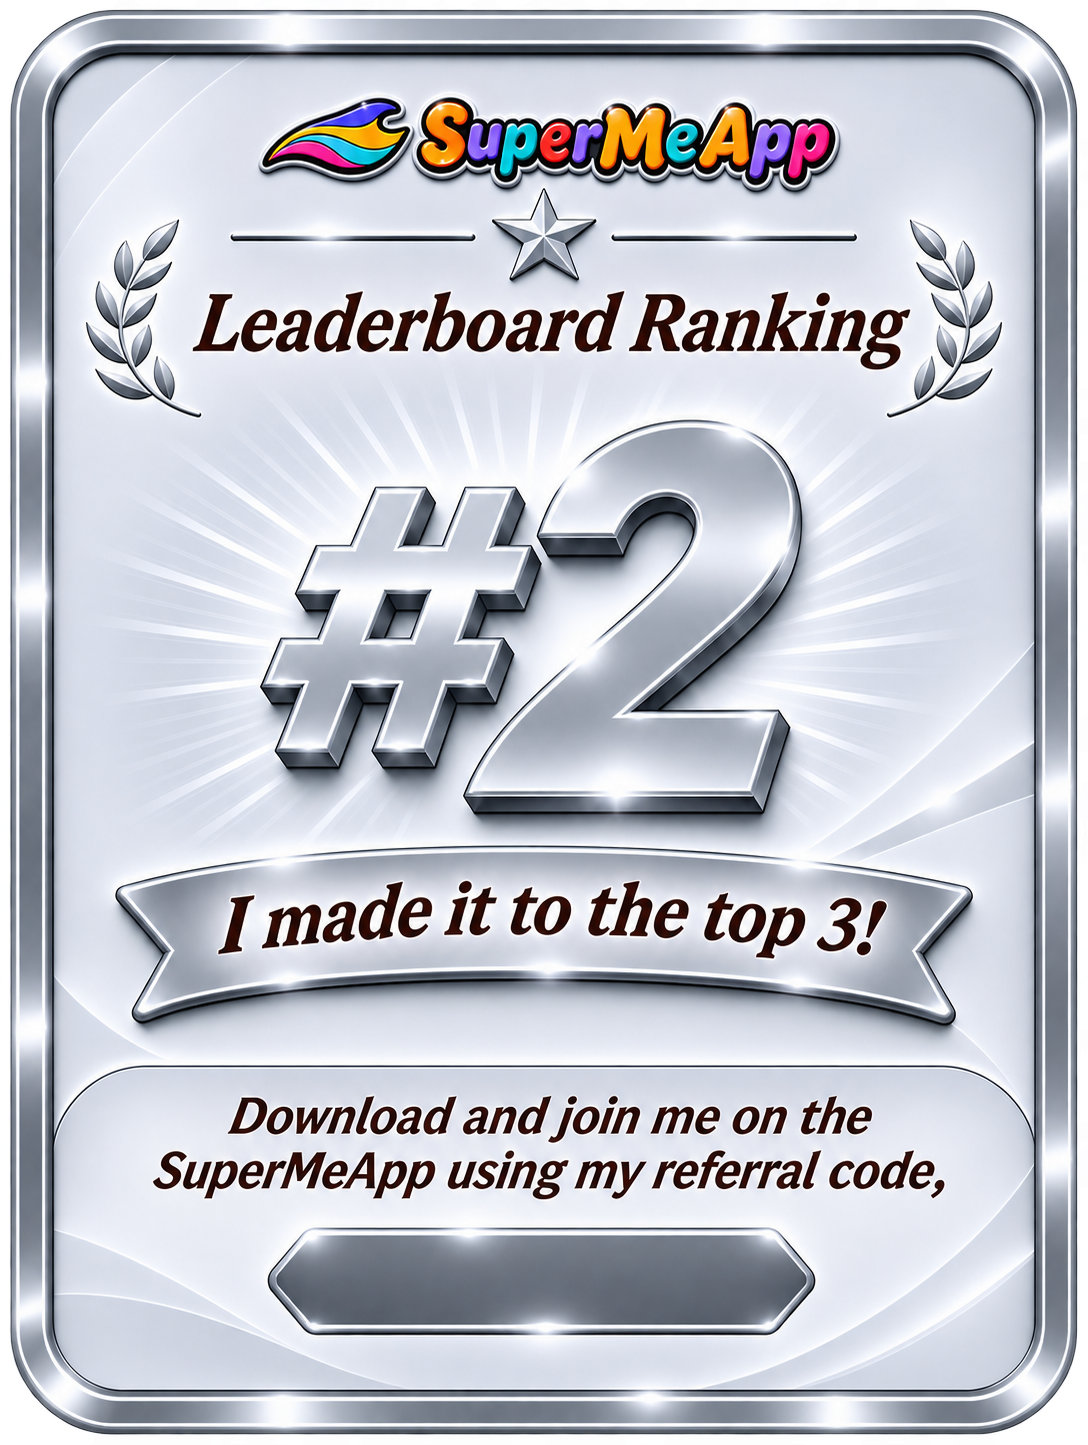 SuperMeApp
Leaderboard Ranking
#2
I made it to the top 3!
Download and join me on the
SuperMeApp using my referral code,